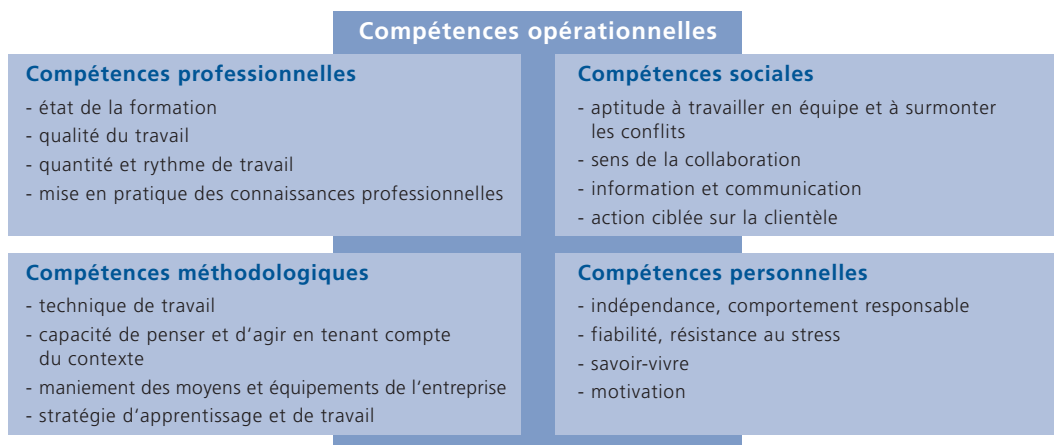 Compétences opérationnelles
Compétences professionnelles
- état de la formation
- qualité du travail
- quantité et rythme de travail
- mise en pratique des connaissances professionnelles
Compétences sociales
- aptitude à travailler en équipe et à surmonter
les conflits
- sens de la collaboration
- information et communication
- action ciblée sur la clientèle
Compétences méthodologiques
- technique de travail
- capacité de penser et d‘agir en tenant compte
du contexte
- maniement des moyens et équipements de l‘entreprise
- stratégie d‘apprentissage et de travail
Compétences personnelles
- indépendance, comportement responsable
- fiabilité, résistance au stress
- savoir-vivre
- motivation